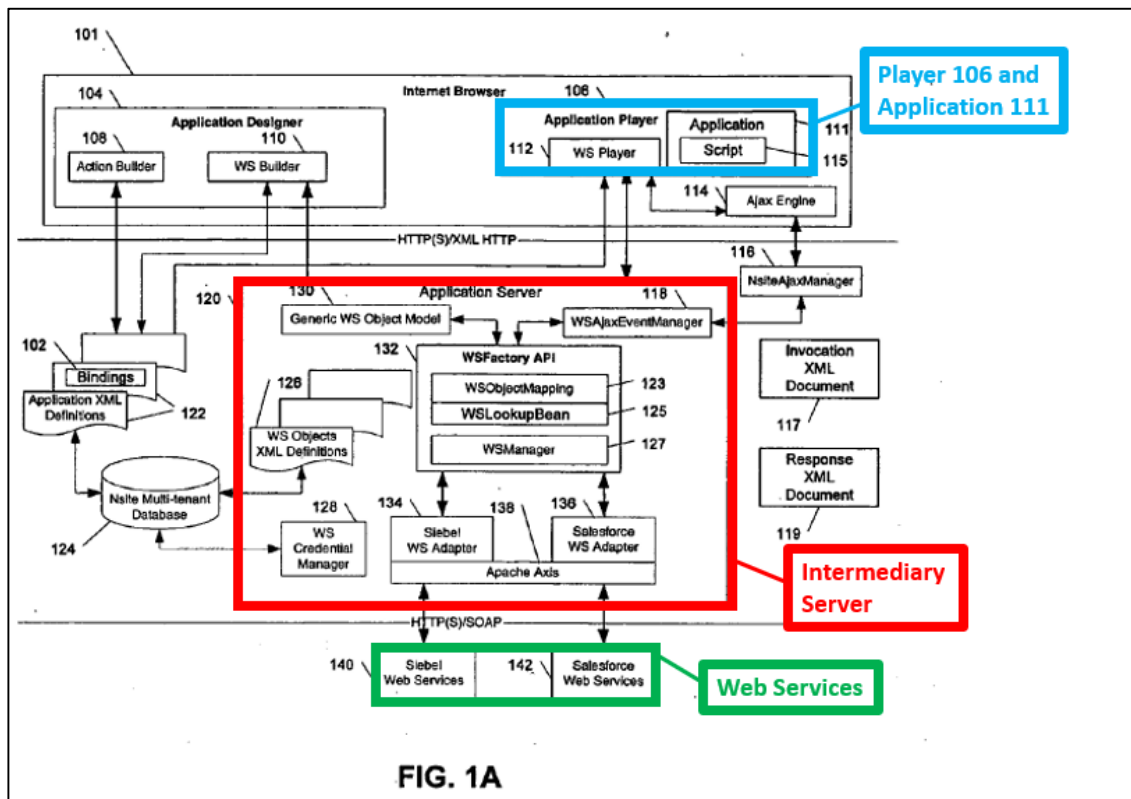 101
Internet Browser
104
Application Designer
108
Action Builder
110
WS Builder
106
Application Player
112
WS Player
Application
111
Script
115
Player 106 and
Application 111
114
Ajax Engine
HTTP(S)/XML HTTP
116
NsiteAjaxManager
120
130
Application Server
118
Generic WS Object Model
WSAjaxEventManager
132
WSFactory API
WSObjectMapping
123
WSLookupBean
125
WSManager
127
102
Bindings
Application XML
Definitions
122
126
WS Objects
XML Definitions
Invocation
XML
Document
117
Response
XML
Document
119
Nsite Multi-tenant
Database
124
128
WS
Credential
Manager
134
Siebel
WS Adapter
138
136
Salesforce
WS Adapter
Apache Axis
Intermediary
Server
HTTP(S)/SOAP
140
Siebel
Web Services
142
Salesforce
Web Services
Web Services
FIG. 1A